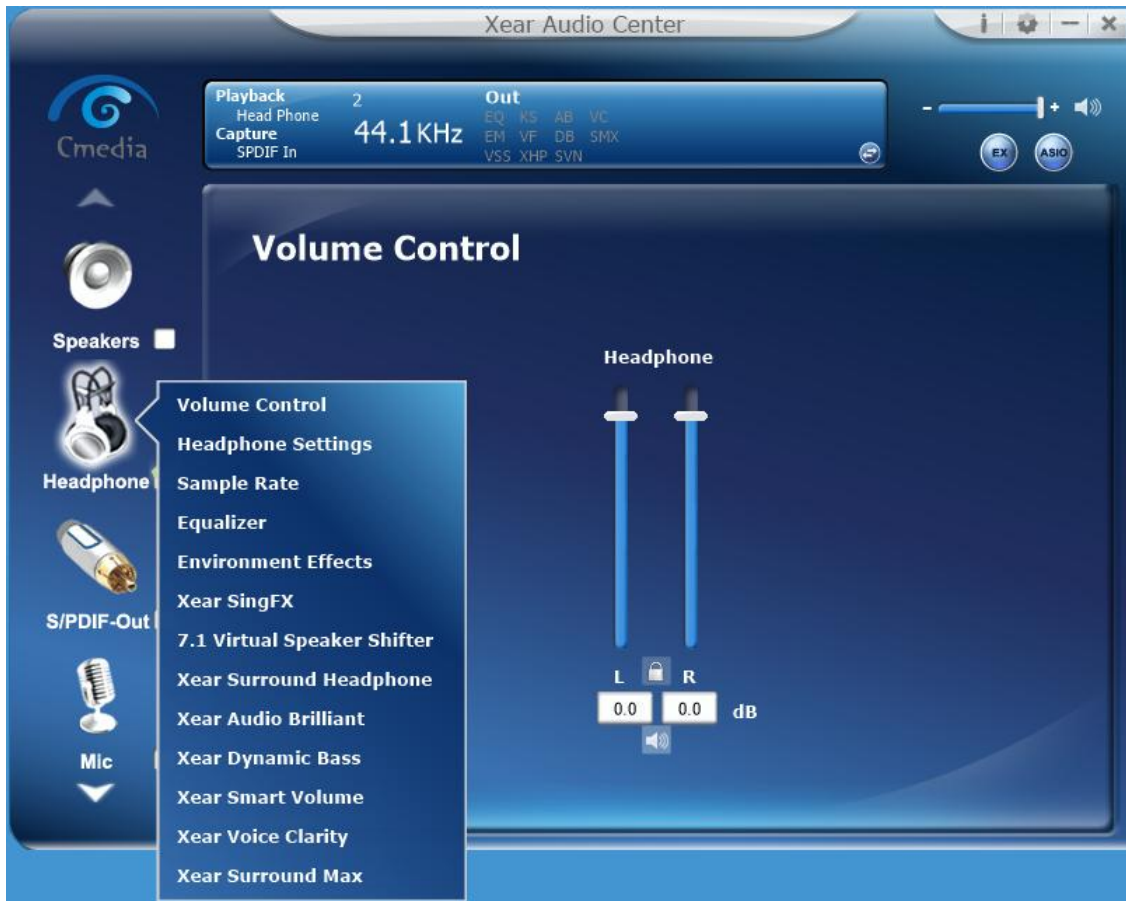 Xear Audio Center
i
Cmedia
Playback
Head Phone
Capture
SPDIF In
2
44.1 KHz
Out
EQ KS AB VC
EM VF DB SMX
VSS XHP SVN
- +
EX ASIO
Volume Control
Speakers
Headphone
S/PDIF-Out
Mic
Volume Control
Headphone Settings
Sample Rate
Equalizer
Environment Effects
Xear SingFX
7.1 Virtual Speaker Shifter
Xear Surround Headphone
Xear Audio Brilliant
Xear Dynamic Bass
Xear Smart Volume
Xear Voice Clarity
Xear Surround Max
Headphone
L R
0.0 0.0 dB